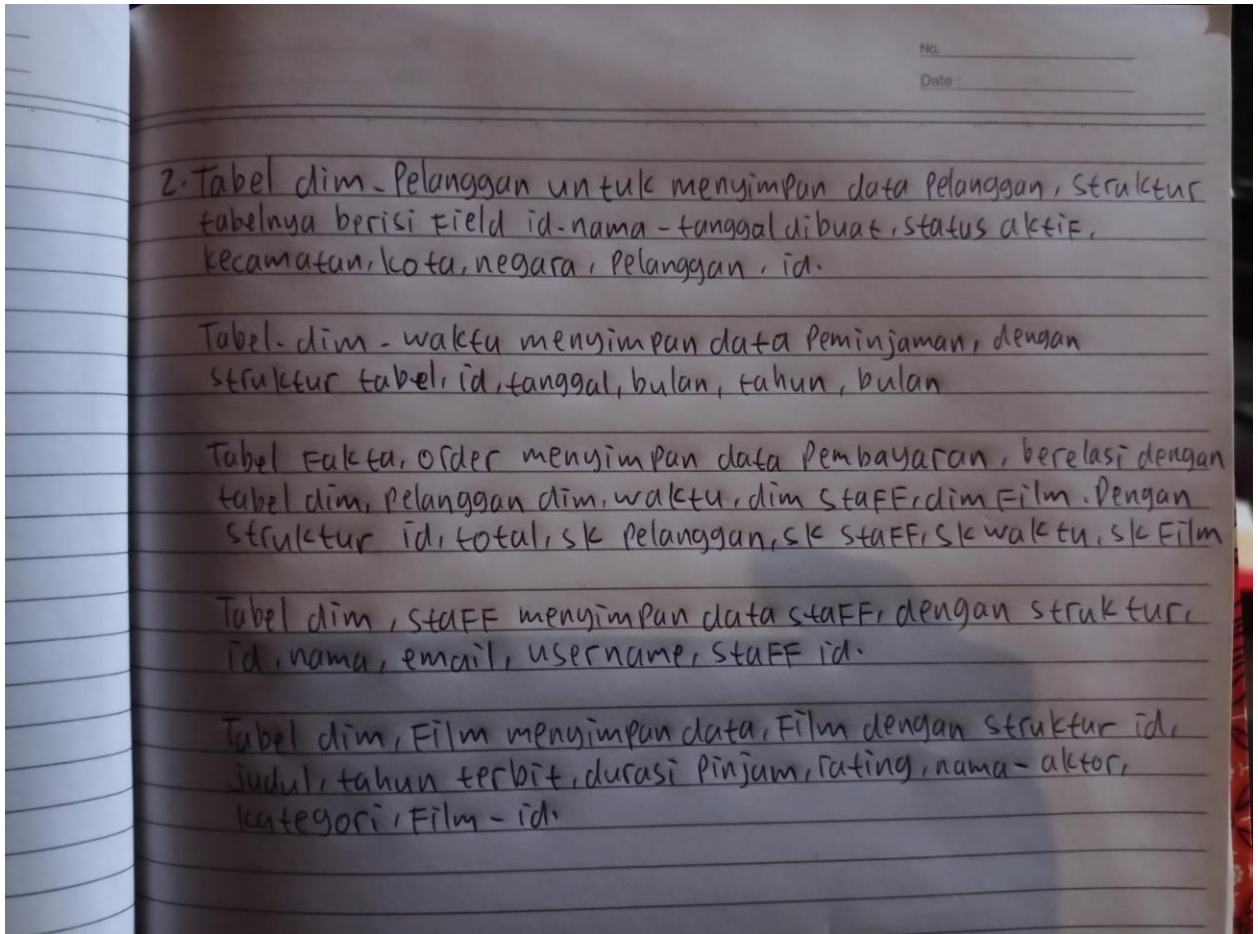 No.
Date :
2. Tabel dim - Pelanggan untuk menyimpan data pelanggan, struktur
tabelnya berisi Field id - nama - tanggal dibuat, status aktif,
kecamatan, kota, negara, pelanggan, id.
Tabel - dim - waktu menyimpan data Peminjaman, dengan
struktur tabel, id, tanggal, bulan, tahun, bulan
Tabel Fakta, order menyimpan data Pembayaran, berelasi dengan
tabel dim, pelanggan dim, waktu, dim staFF, dim Film. Dengan
struktur id, total, sk pelanggan, sk staFF, sk waktu, sk Film
Tabel dim, staFF menyimpan data staFF, dengan struktur,
id, nama, email, username, staFF id.
Tabel dim, Film menyimpan data, Film dengan struktur id,
judul, tahun terbit, durasi Pinjam, rating, nama - aktor,
kategori, Film - id.